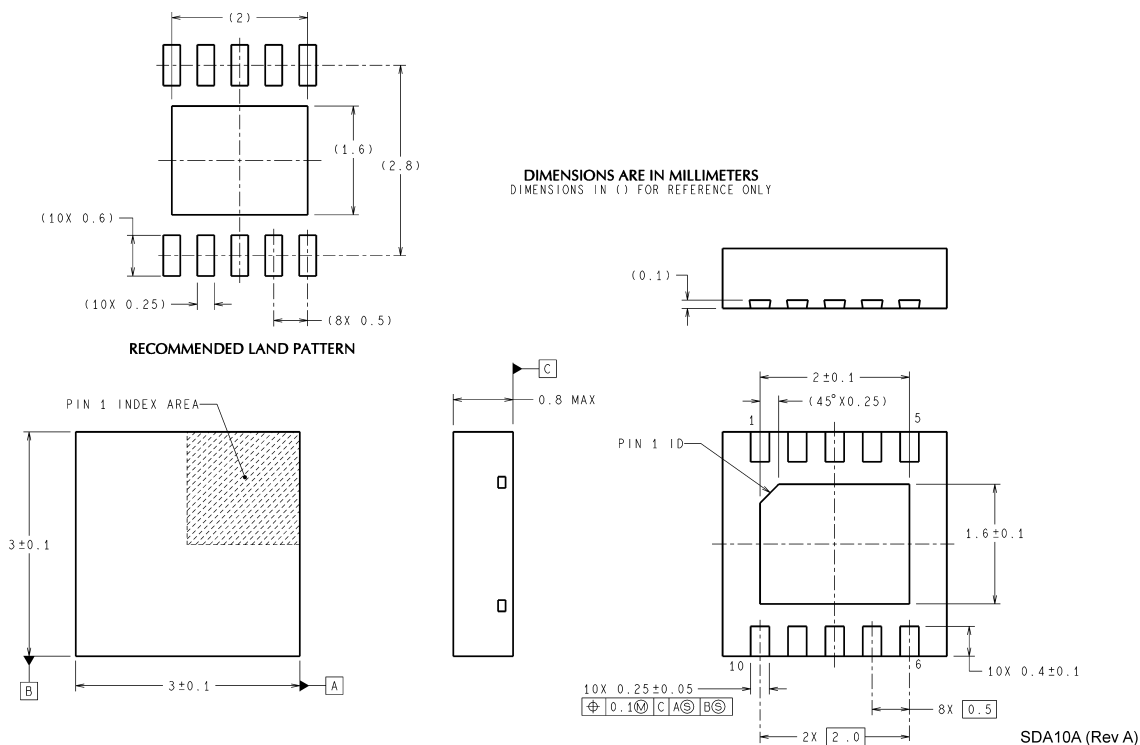 (2)
(1.6)
(2.8)
DIMENSIONS ARE IN MILLIMETERS
DIMENSIONS IN () FOR REFERENCE ONLY
(10X 0.6)
(10X 0.25)
(8X 0.5)
RECOMMENDED LAND PATTERN
(0.1)
PIN 1 INDEX AREA
C
0.8 MAX
2±0.1
(45°X0.25)
1
5
PIN 1 ID
3±0.1
1.6±0.1
B
3±0.1
A
10
6
10X 0.4±0.1
10X 0.25±0.05
⌖ 0.1Ⓜ C AⓈ BⓈ
8X 0.5
2X 2.0
SDA10A (Rev A)